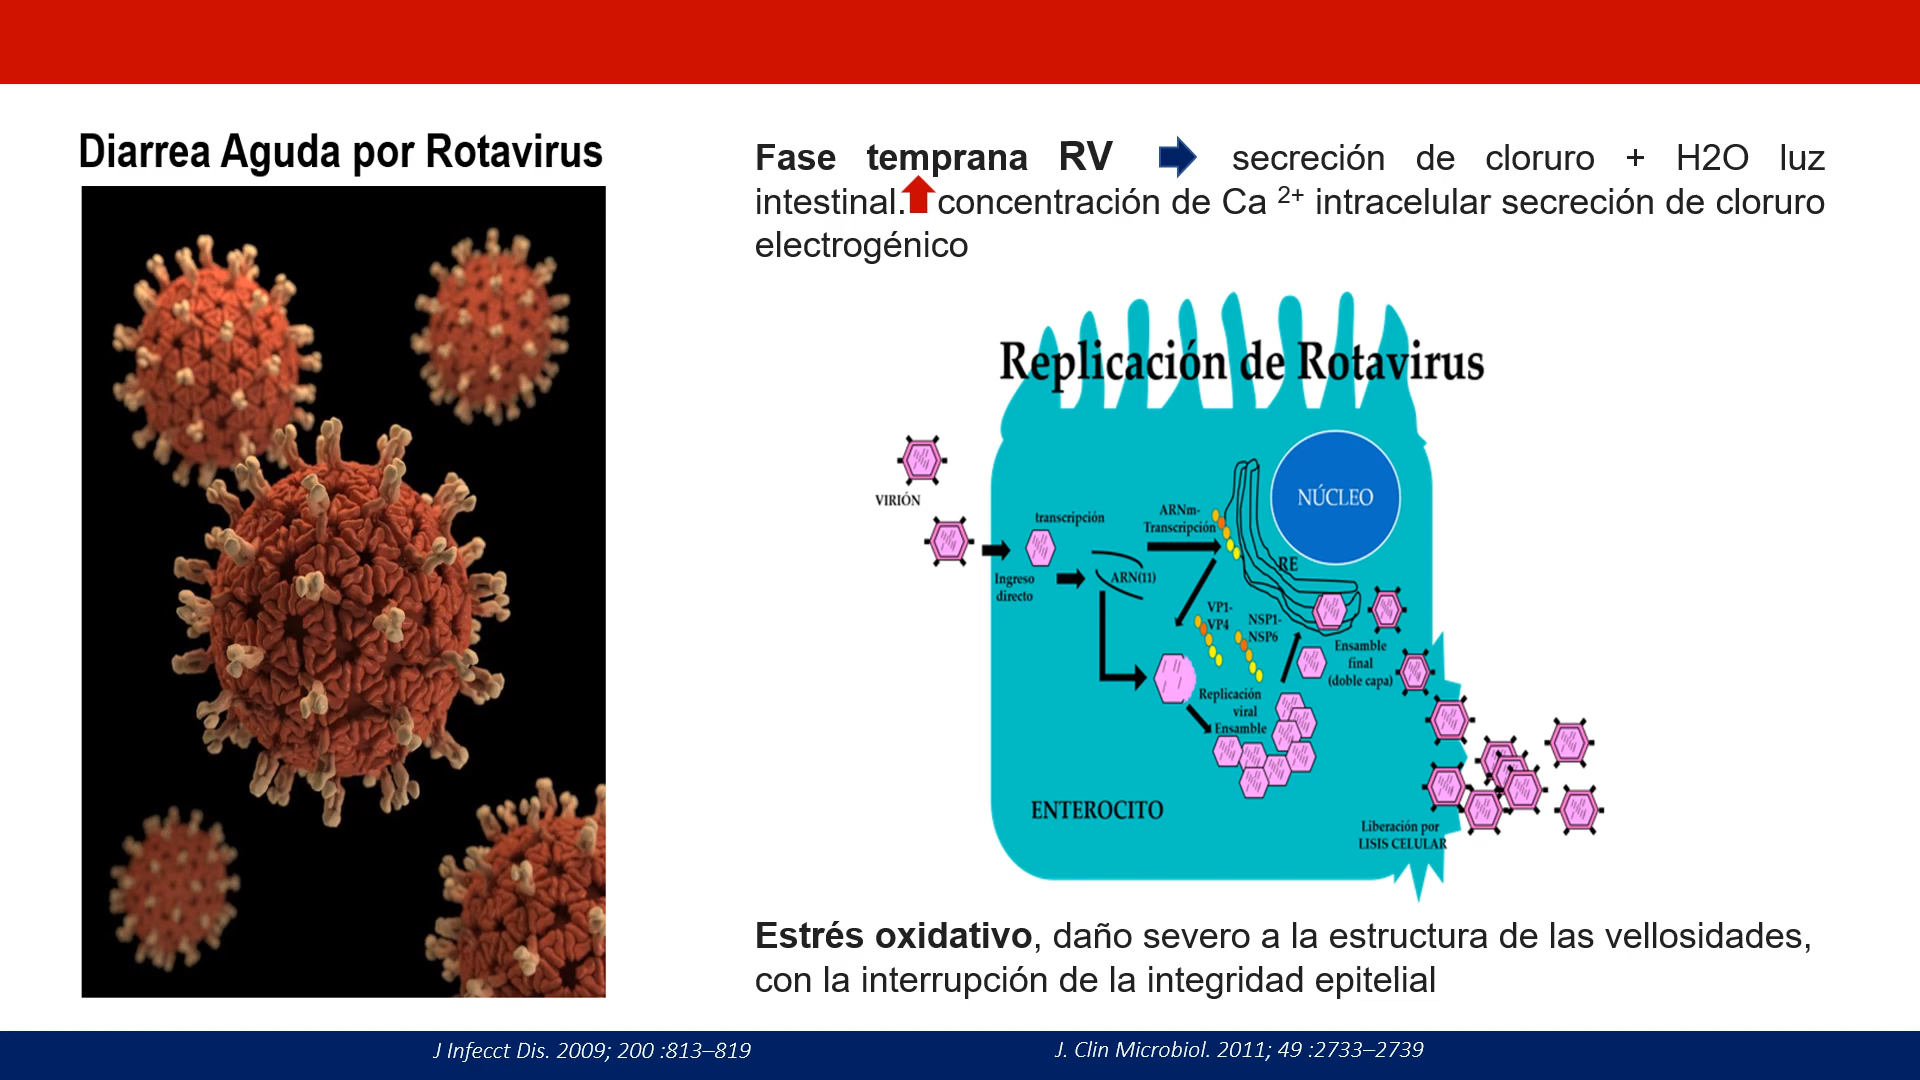 Diarrea Aguda por Rotavirus
Fase temprana RV secreción de cloruro + H2O luz
intestinal. concentración de Ca 2+ intracelular secreción de cloruro
electrogénico
Replicación de Rotavirus
VIRIÓN
NÚCLEO
transcripción
ARNm-
Transcripción
Ingreso
directo
ARN(11)
RE
VP1-
VP4
NSP1-
NSP6
Ensamble
final
(doble capa)
Replicación
viral
Ensamble
ENTEROCITO
Liberación por
LISIS CELULAR
Estrés oxidativo, daño severo a la estructura de las vellosidades,
con la interrupción de la integridad epitelial
J Infecct Dis. 2009; 200 :813–819
J. Clin Microbiol. 2011; 49 :2733–2739